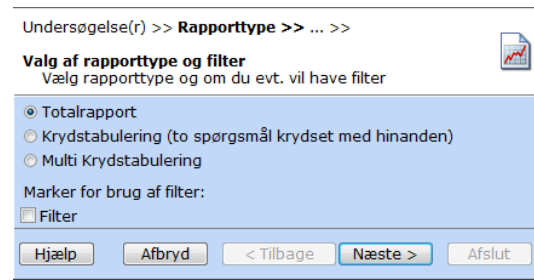 Undersøgelse(r) >> Rapporttype >> ... >>
Valg af rapporttype og filter
Vælg rapporttype og om du evt. vil have filter
Totalrapport
Krydstabulering (to spørgsmål krydset med hinanden)
Multi Krydstabulering
Marker for brug af filter:
Filter
Hjælp Afbryd < Tilbage Næste > Afslut